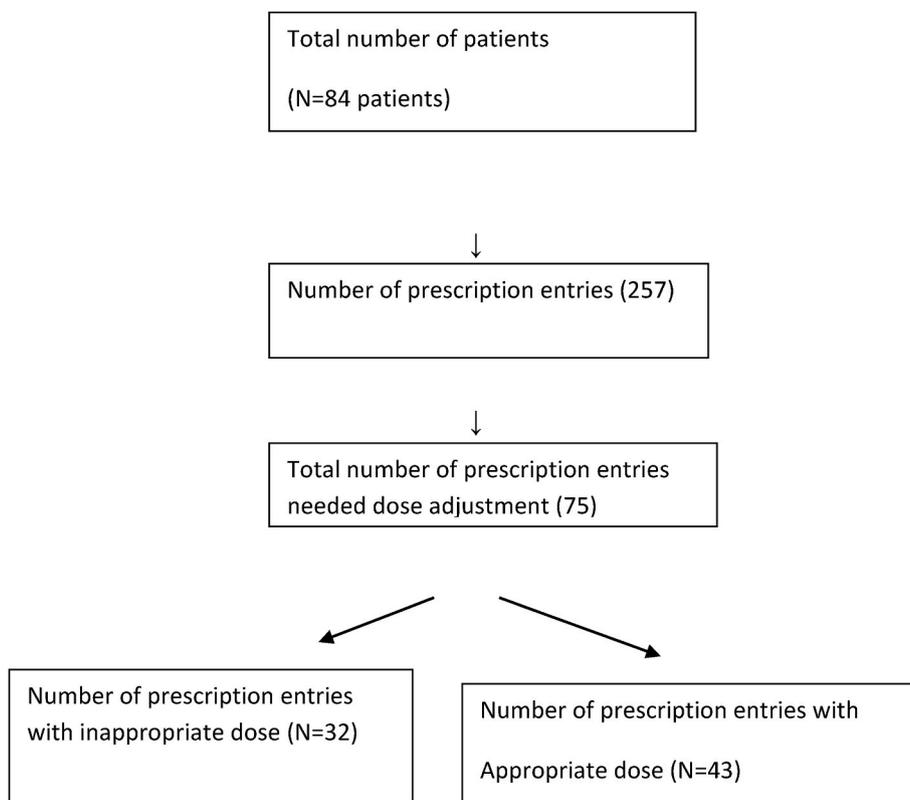 Total number of patients
(N=84 patients)
↓
Number of prescription entries (257)
↓
Total number of prescription entries
needed dose adjustment (75)
Number of prescription entries
with inappropriate dose (N=32)
Number of prescription entries with
Appropriate dose (N=43)